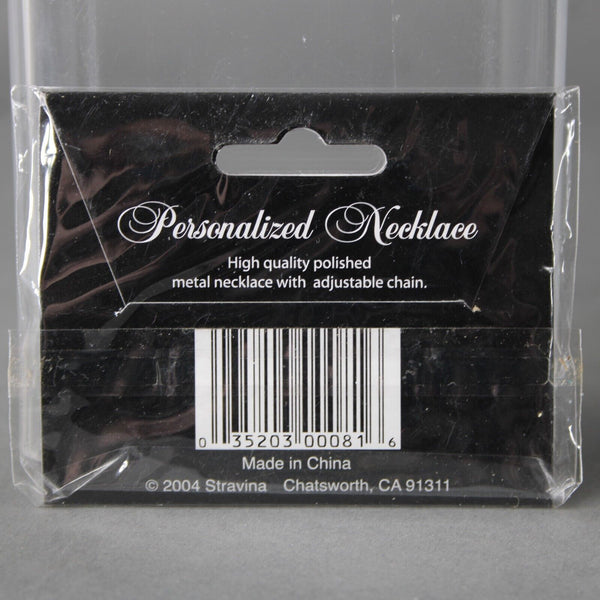 Personalized Necklace
High quality polished
metal necklace with adjustable chain.
0 35203 00081 6
Made in China
© 2004 Stravina Chatsworth, CA 91311